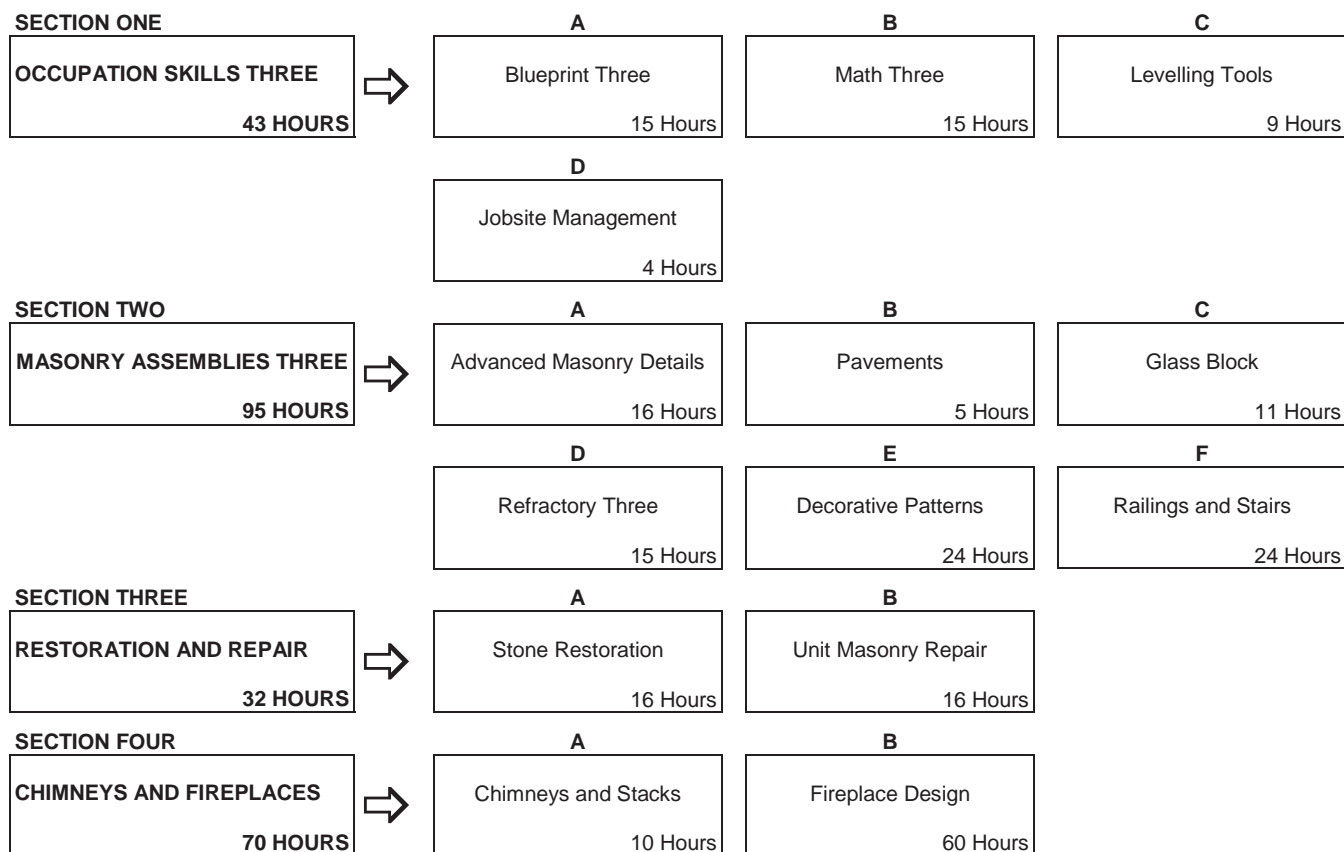 SECTION ONE
A
B
C
OCCUPATION SKILLS THREE
43 HOURS
Blueprint Three
15 Hours
Math Three
15 Hours
Levelling Tools
9 Hours
D
Jobsite Management
4 Hours
SECTION TWO
A
B
C
MASONRY ASSEMBLIES THREE
95 HOURS
Advanced Masonry Details
16 Hours
Pavements
5 Hours
Glass Block
11 Hours
D
E
F
Refractory Three
15 Hours
Decorative Patterns
24 Hours
Railings and Stairs
24 Hours
SECTION THREE
A
B
RESTORATION AND REPAIR
32 HOURS
Stone Restoration
16 Hours
Unit Masonry Repair
16 Hours
SECTION FOUR
A
B
CHIMNEYS AND FIREPLACES
70 HOURS
Chimneys and Stacks
10 Hours
Fireplace Design
60 Hours